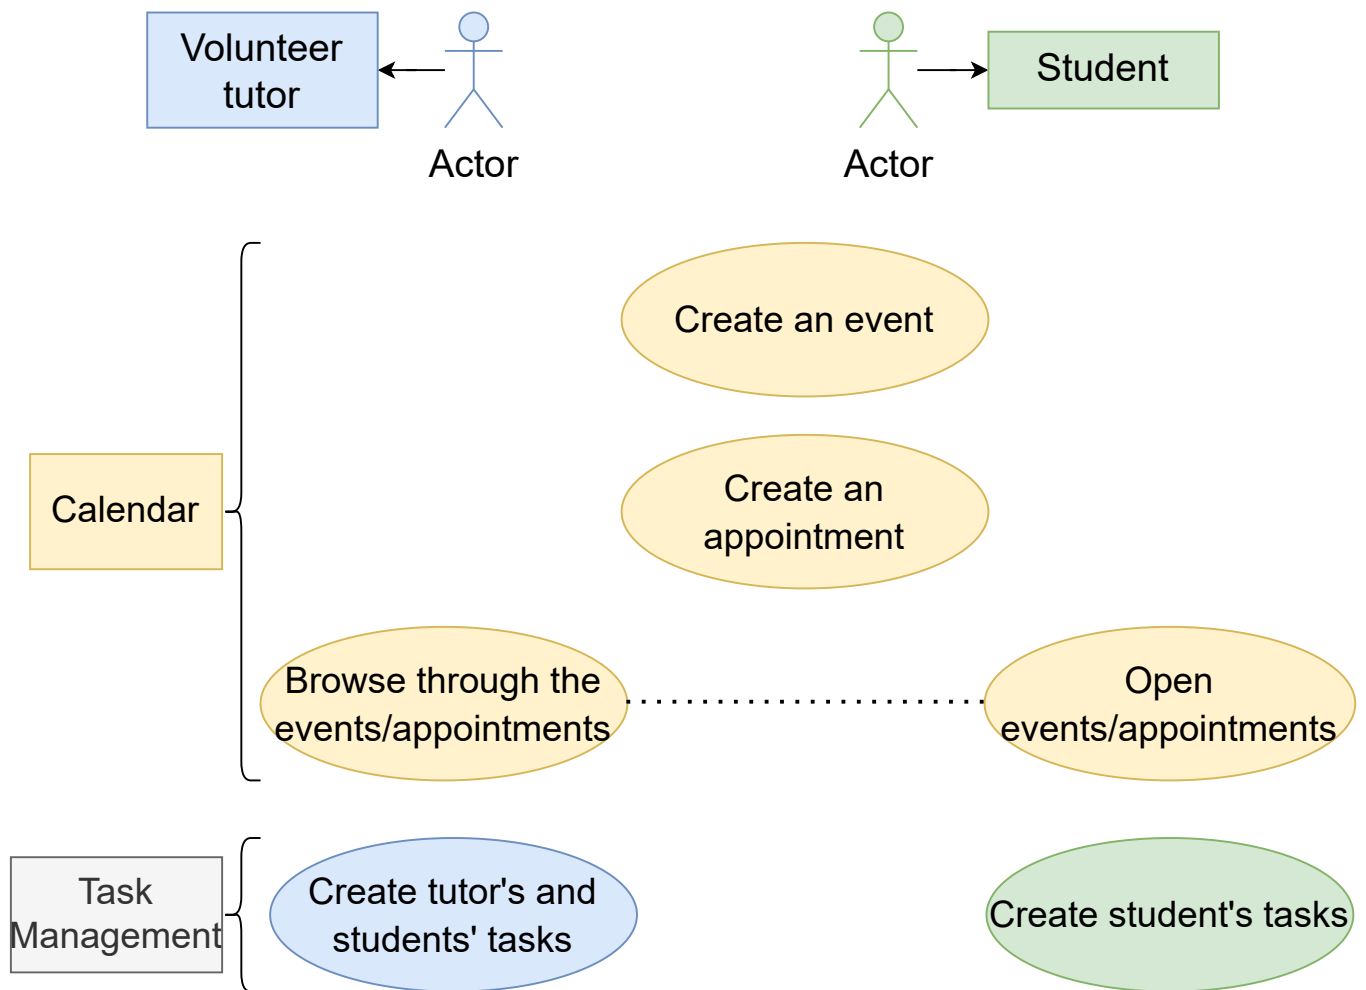 Volunteer
tutor
Actor
Actor
Student
Create an event
Calendar
Create an
appointment
Browse through the
events/appointments
Open
events/appointments
Task
Management
Create tutor's and
students' tasks
Create student's tasks